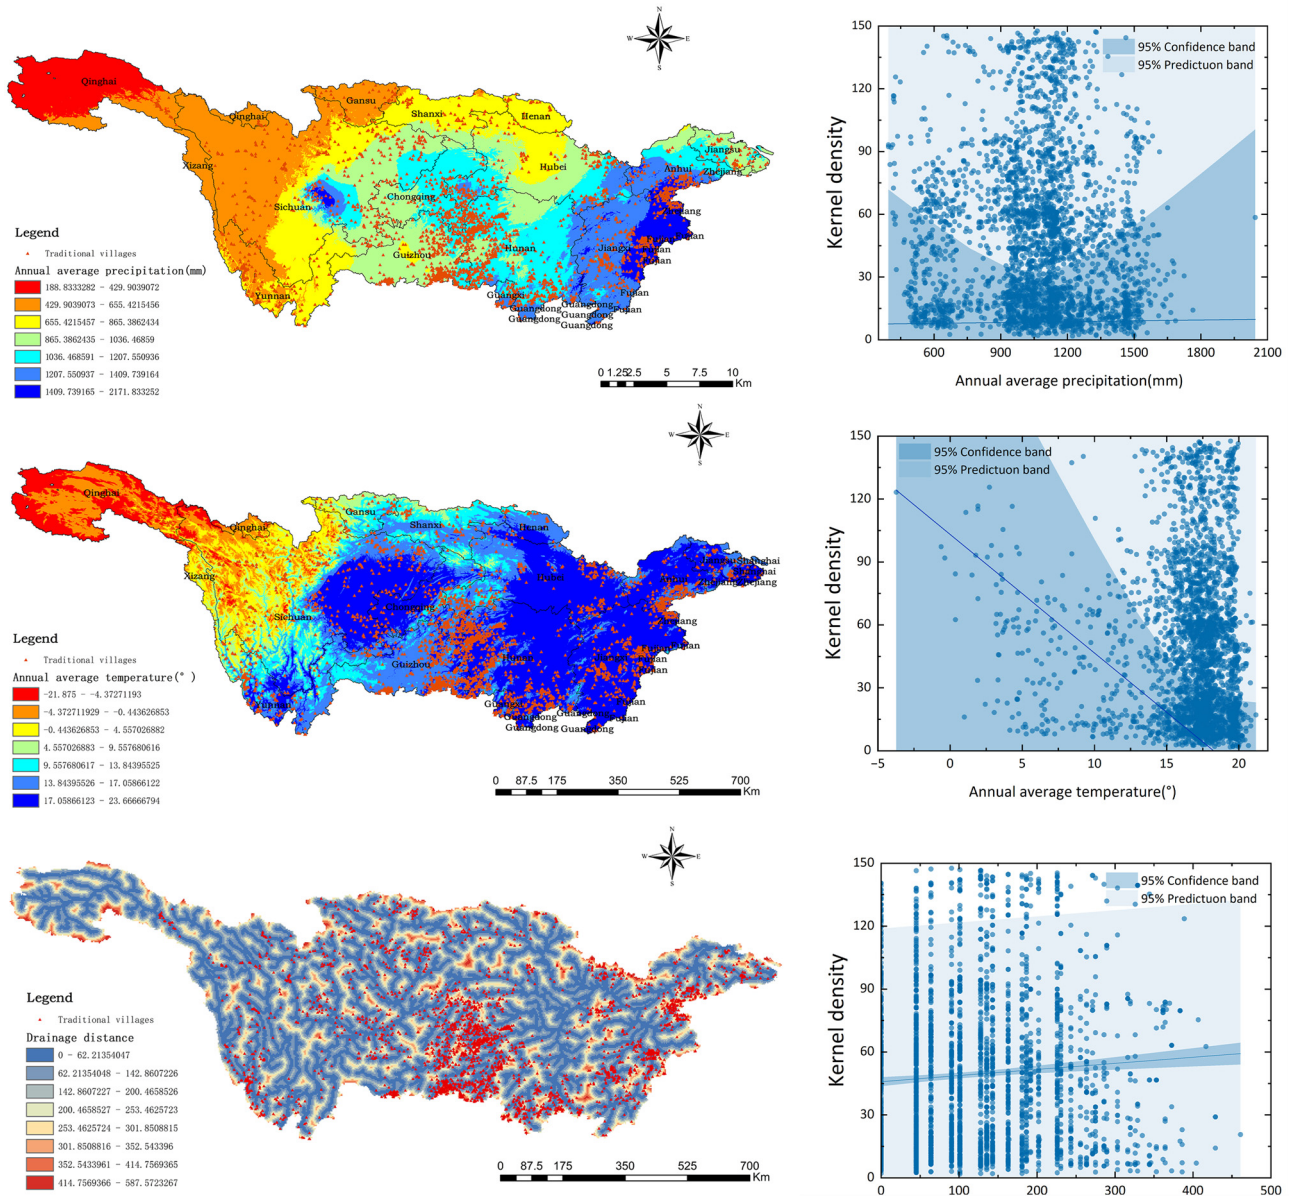 N
W
E
S
Qinghai
Qinghai
Gansu
Shanxi
Henan
Xizang
Hubei
Jiangsu
Anhui
Zhejiang
Sichuan
Chongqing
Hunan
Jiangxi
Guizhou
Yunnan
Guangxi
Fujian
Guangdong
Guangdong
Guangdong
Guangdong
Guangdong
Fujian
Legend
Traditional villages
Annual average precipitation(mm)
188.8333282 - 429.9039072
429.9039073 - 655.4215456
655.4215457 - 865.3862434
865.3862435 - 1036.46859
1036.468591 - 1207.550936
1207.550937 - 1409.739164
1409.739165 - 2171.833252
0 1.25 2.5 5 7.5 10
Km
Kernel density
150
120
90
60
30
0
600 900 1200 1500 1800 2100
Annual average precipitation(mm)
95% Confidence band
95% Predictuon band
N
W
E
S
Qinghai
Qinghai
Gansu
Shanxi
Henan
Xizang
Hubei
Shanghai
Sichuan
Chongqing
Guizhou
Hunan
Yunnan
Guangxi
Fujian
Guangdong
Guangdong
Fujian
Guangdong
Guangdong
Legend
Traditional villages
Annual average temperature(° )
-21.875 - -4.37271193
-4.372711929 - -0.443626853
-0.443626853 - 4.557026882
4.557026883 - 9.557680616
9.557680617 - 13.84395525
13.84395526 - 17.05866122
17.05866123 - 23.66666794
0 87.5 175 350 525 700
Km
Kernel density
150
120
90
60
30
0
−5 0 5 10 15 20
Annual average temperature(°)
95% Confidence band
95% Predictuon band
N
W
E
S
Legend
Traditional villages
Drainage distance
0 - 62.21354047
62.21354048 - 142.8607226
142.8607227 - 200.4658526
200.4658527 - 253.4625723
253.4625724 - 301.8508815
301.8508816 - 352.543396
352.5433961 - 414.7569365
414.7569366 - 587.5723267
0 87.5 175 350 525 700
Km
Kernel density
150
120
90
60
30
0
0 100 200 300 400 500
95% Confidence band
95% Predictuon band